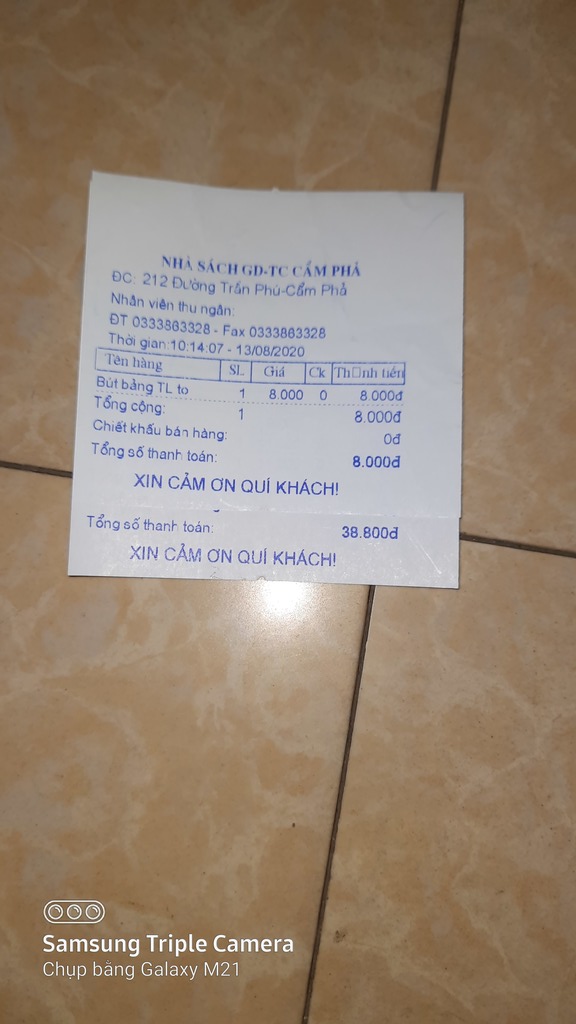 NHÀ SÁCH GD-TC CẨM PHẢ
ĐC: 212 Đường Trần Phú-Cẩm Phả
Nhân viên thu ngân:
ĐT 0333863328 - Fax 0333863328
Thời gian:10:14:07 - 13/08/2020
Tên hàng SL Giá Ck Th□nh tiền
Bút bảng TL to 1 8.000 0 8.000đ
Tổng cộng: 1 8.000đ
Chiết khấu bán hàng: 0đ
Tổng số thanh toán: 8.000đ
XIN CẢM ƠN QUÍ KHÁCH!
Tổng số thanh toán: 38.800đ
XIN CẢM ƠN QUÍ KHÁCH!
Samsung Triple Camera
Chụp bằng Galaxy M21